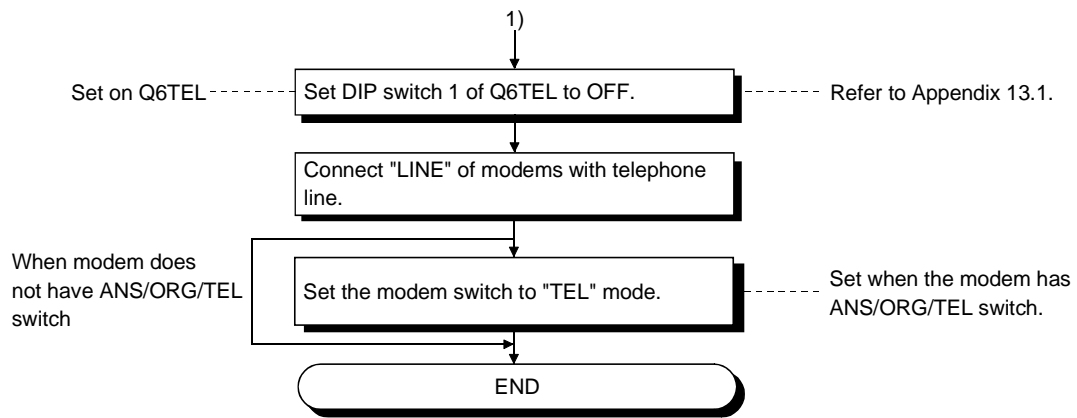 1)
Set on Q6TEL
Set DIP switch 1 of Q6TEL to OFF.
Refer to Appendix 13.1.
Connect "LINE" of modems with telephone
line.
When modem does
not have ANS/ORG/TEL
switch
Set the modem switch to "TEL" mode.
Set when the modem has
ANS/ORG/TEL switch.
END